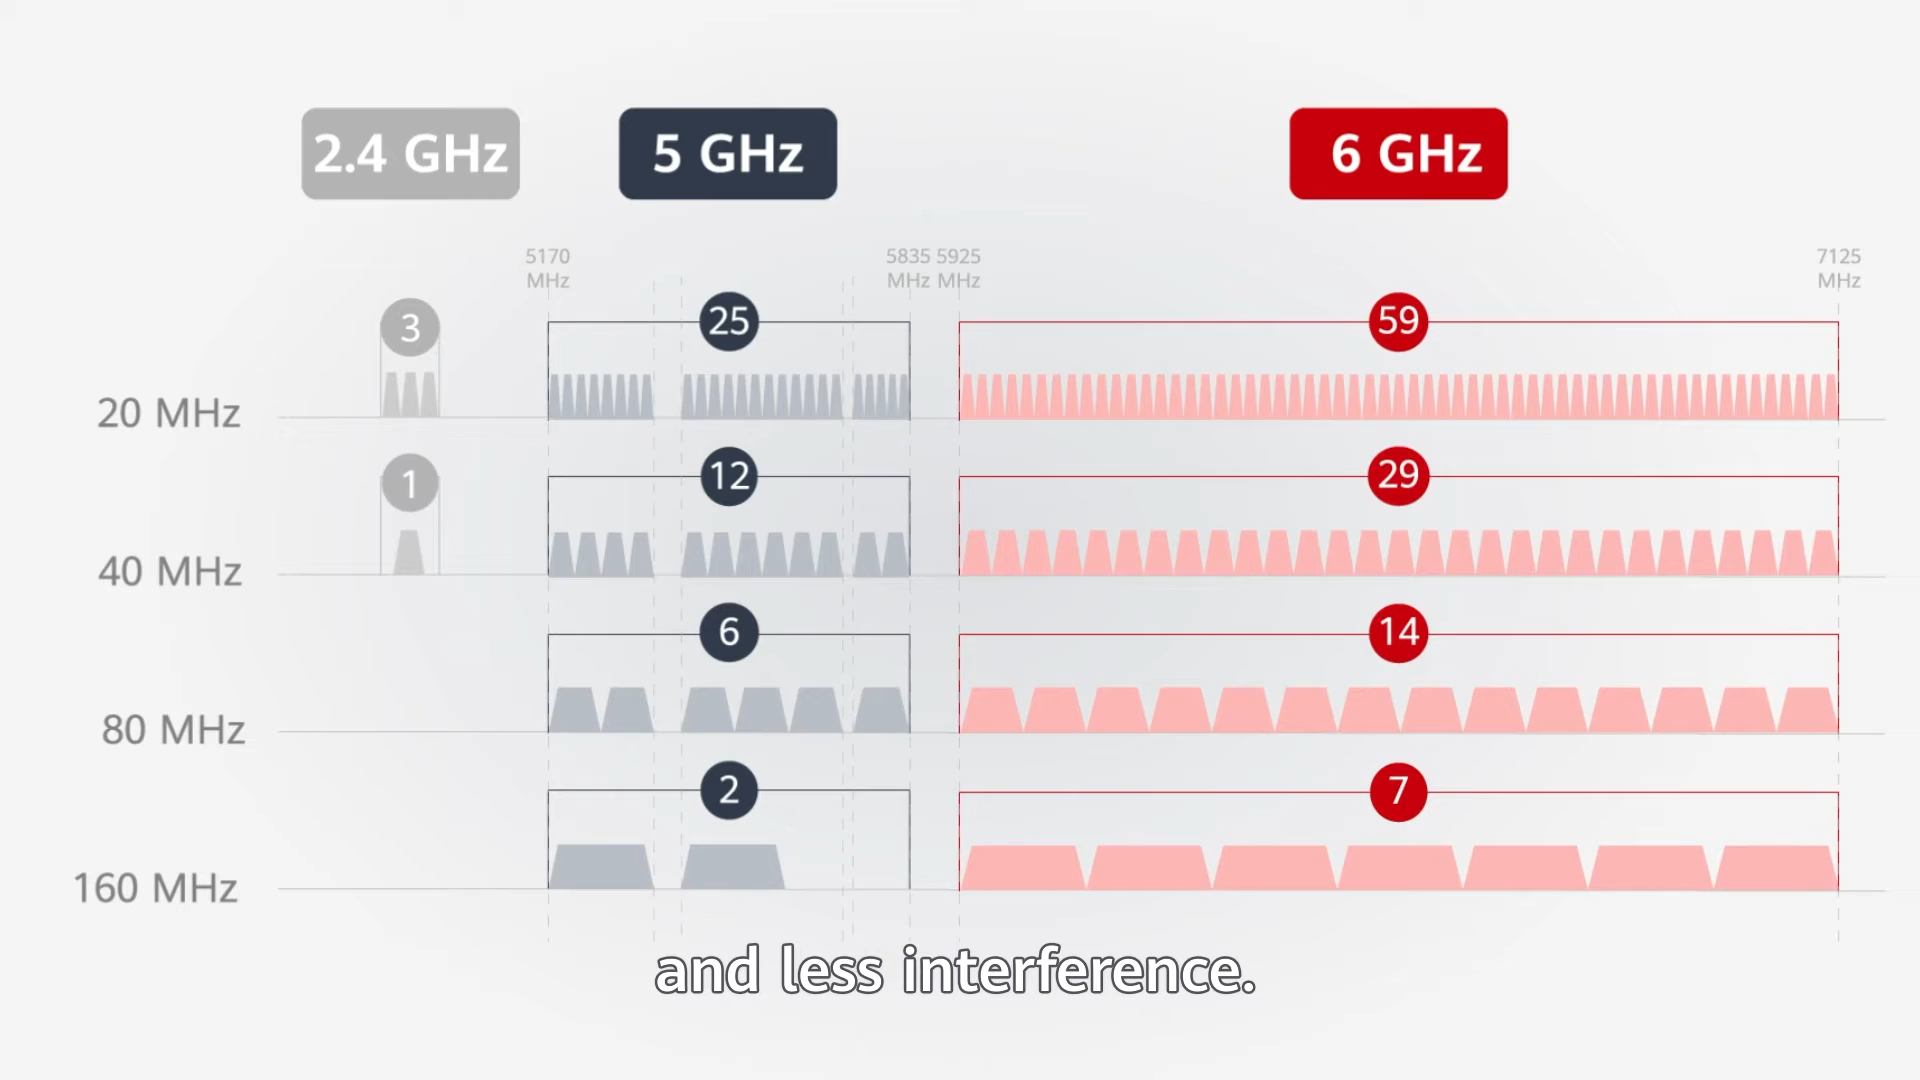 2.4 GHz
5 GHz
6 GHz
5170
MHz
5835
MHz
5925
MHz
7125
MHz
3
25
59
20 MHz
1
12
29
40 MHz
6
14
80 MHz
2
7
160 MHz
and less interference.